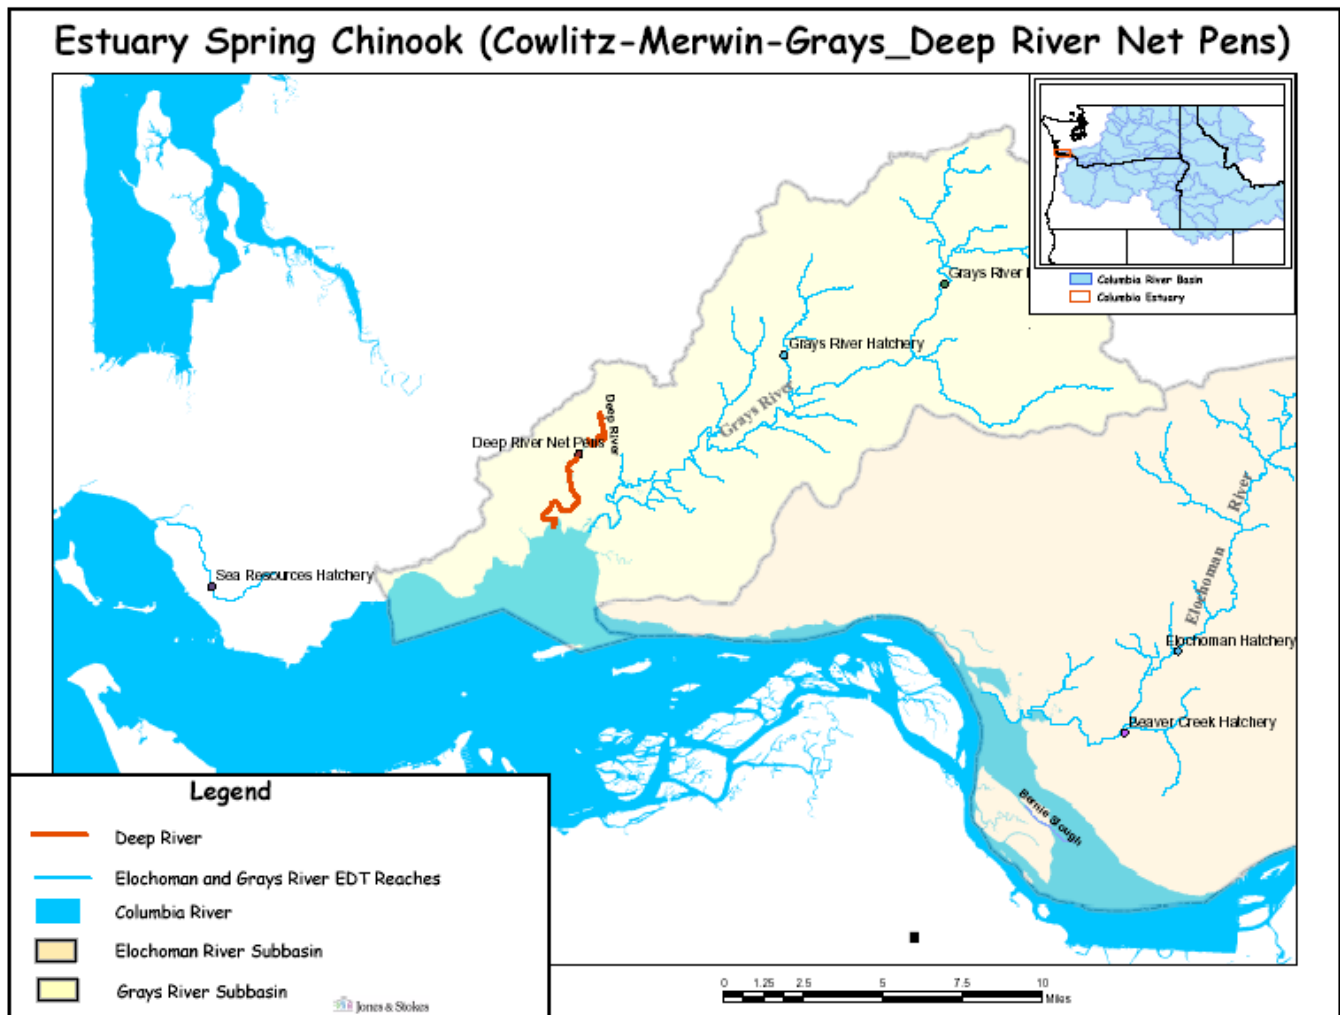 Estuary Spring Chinook (Cowlitz-Merwin-Grays_Deep River Net Pens)
Columbia River Basin
Columbia Estuary
Grays River
Grays River Hatchery
Grays River
Deep River
Deep River Net Pens
Sea Resources Hatchery
Elochoman River
Elochoman Hatchery
Beaver Creek Hatchery
Bernie Slough
Legend
Deep River
Elochoman and Grays River EDT Reaches
Columbia River
Elochoman River Subbasin
Grays River Subbasin
Jones & Stokes
0 1.25 2.5 5 7.5 10
Miles